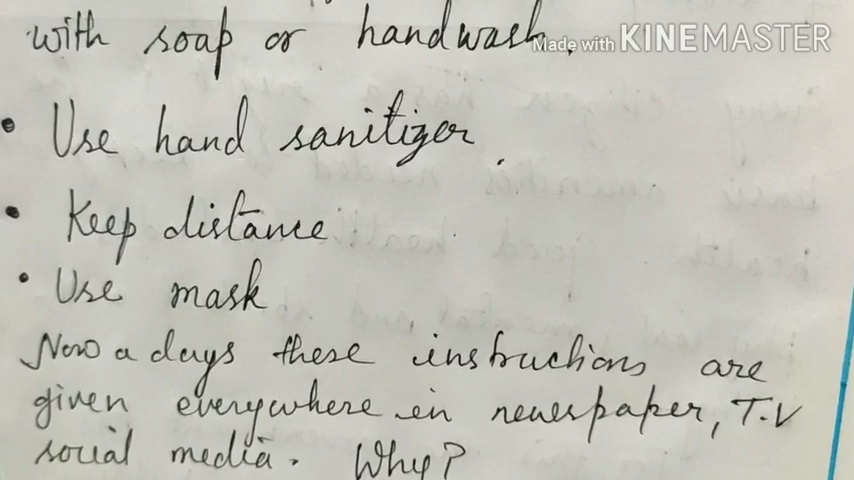 with soap or handwash.
Made with KINEMASTER
• Use hand sanitizer
• Keep distance
• Use mask
Now a days these instructions are
given everywhere in newspaper, T.V
social media. Why?